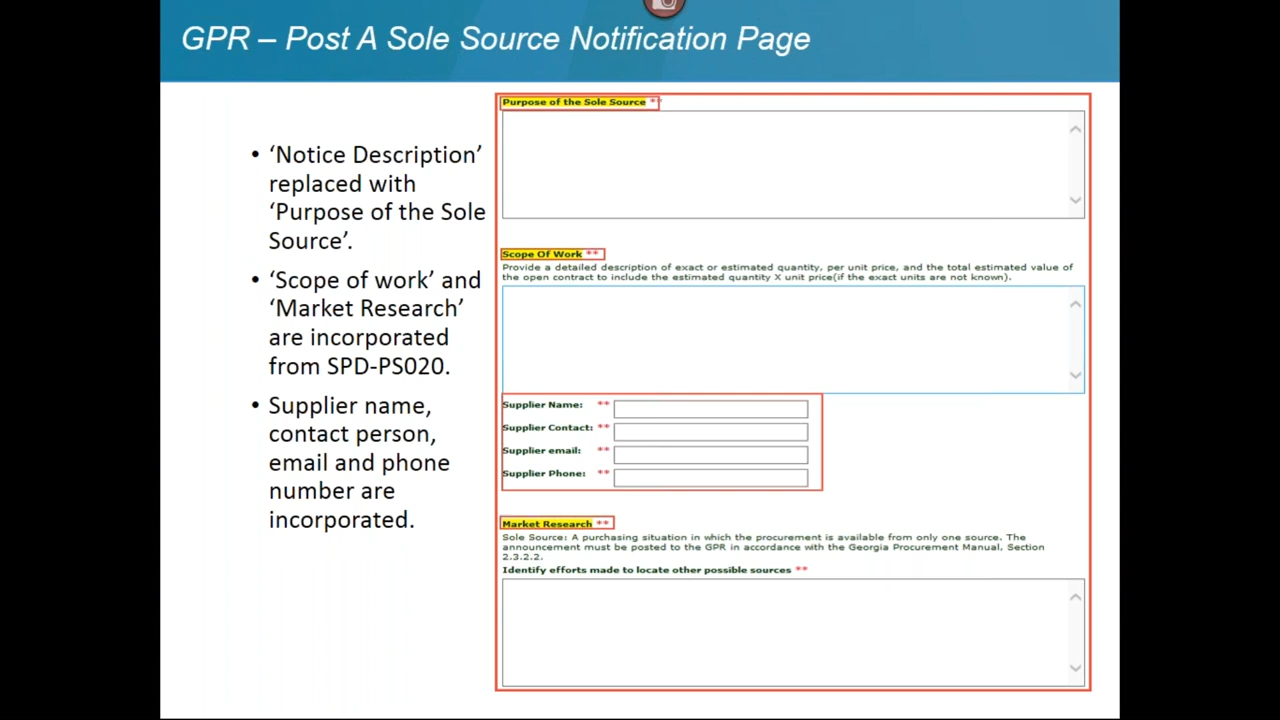 GPR – Post A Sole Source Notification Page
• ‘Notice Description’
replaced with
‘Purpose of the Sole
Source’.
• ‘Scope of work’ and
‘Market Research’
are incorporated
from SPD-PS020.
• Supplier name,
contact person,
email and phone
number are
incorporated.
Purpose of the Sole Source **
Scope Of Work **
Provide a detailed description of exact or estimated quantity, per unit price, and the total estimated value of
the open contract to include the estimated quantity X unit price(if the exact units are not known).
Supplier Name: **
Supplier Contact: **
Supplier email: **
Supplier Phone: **
Market Research **
Sole Source: A purchasing situation in which the procurement is available from only one source. The
announcement must be posted to the GPR in accordance with the Georgia Procurement Manual, Section
2.3.2.2.
Identify efforts made to locate other possible sources **